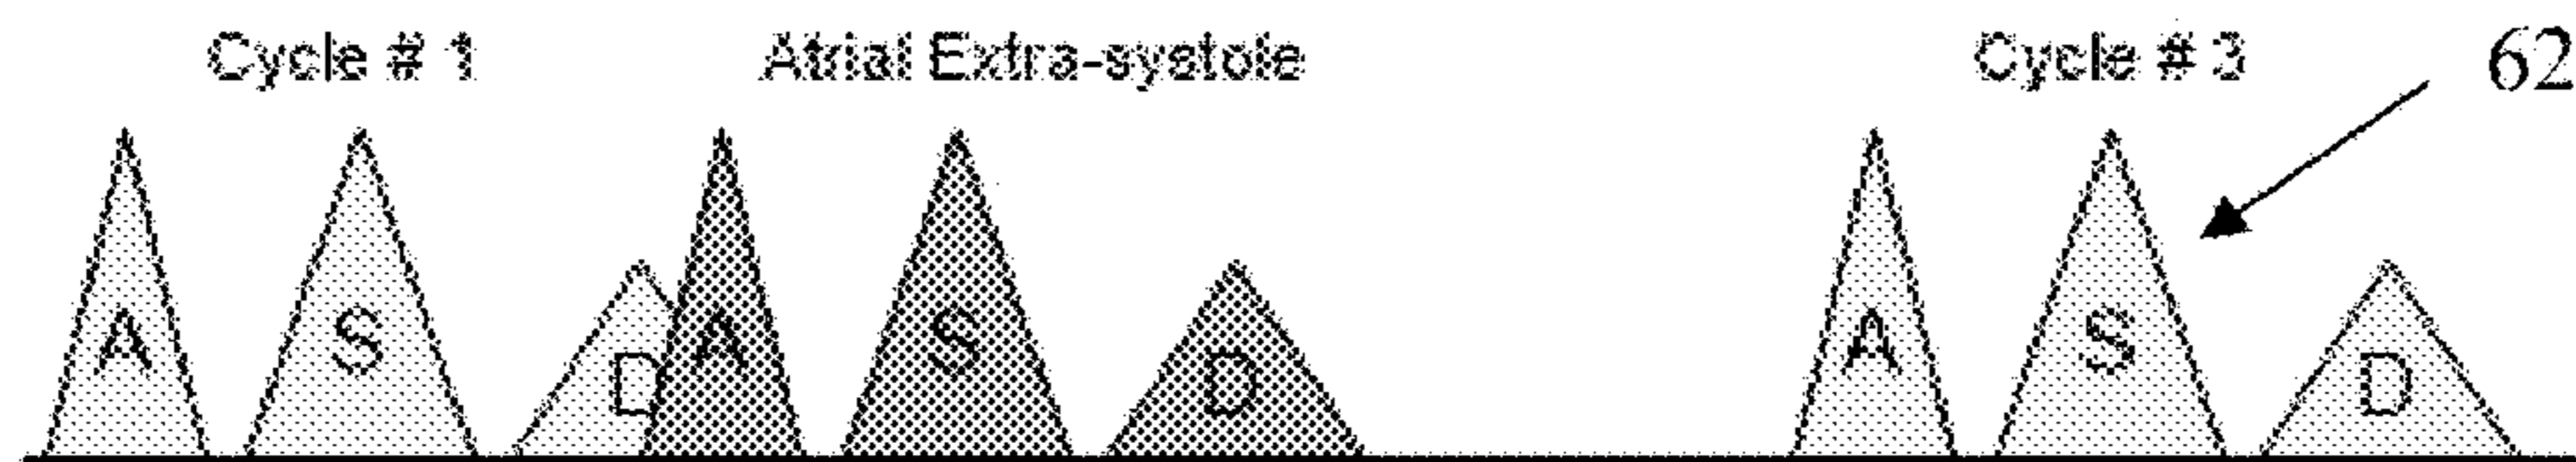 Cycle # 1 Atrial Extra-systole Cycle # 3 62
A S D A S D A S D